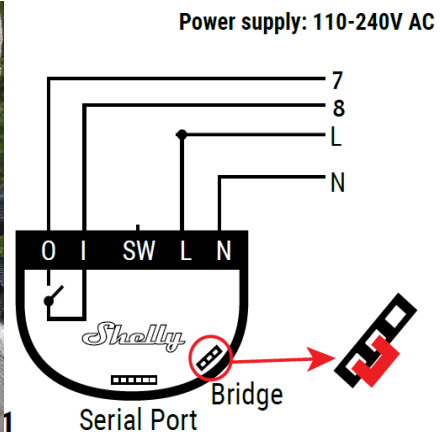 Power supply: 110-240V AC
7
8
L
N
O I SW L N
Shelly
Bridge
1
Serial Port